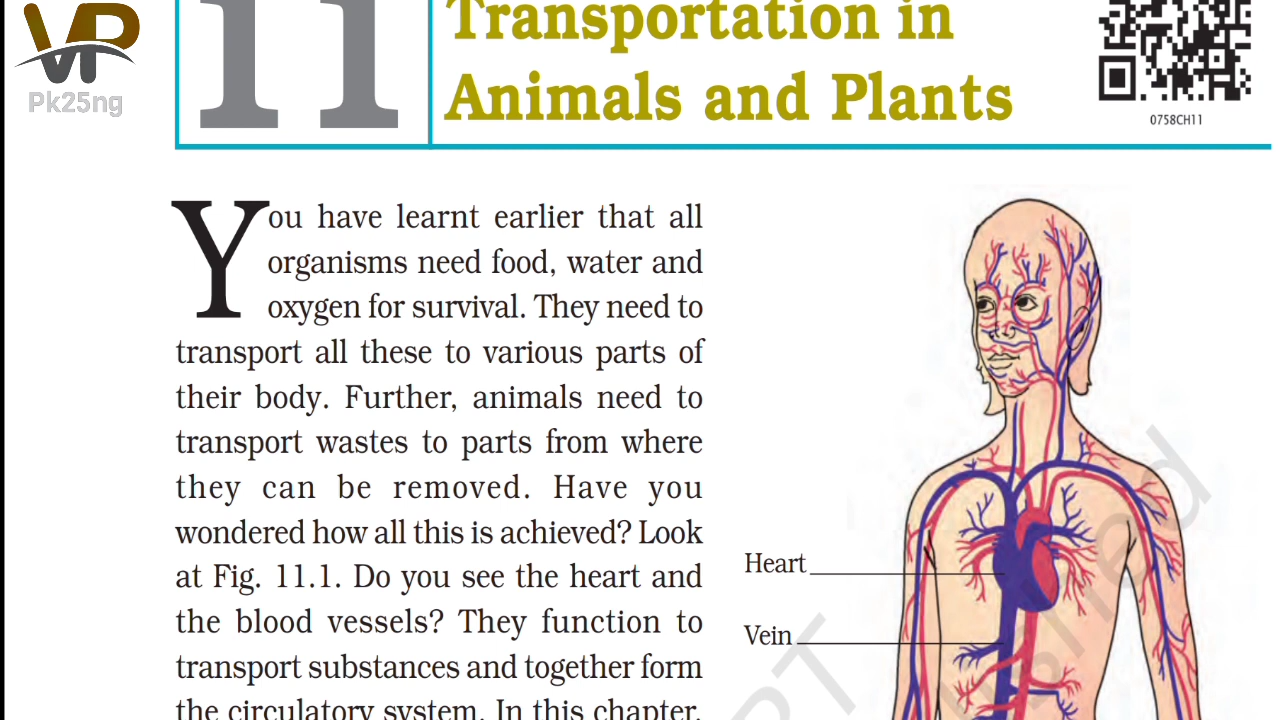 VP
Pk25ng
11
Transportation in
Animals and Plants
0758CH11
You have learnt earlier that all
organisms need food, water and
oxygen for survival. They need to
transport all these to various parts of
their body. Further, animals need to
transport wastes to parts from where
they can be removed. Have you
wondered how all this is achieved? Look
at Fig. 11.1. Do you see the heart and
the blood vessels? They function to
transport substances and together form
the circulatory system. In this chapter,
Heart
Vein